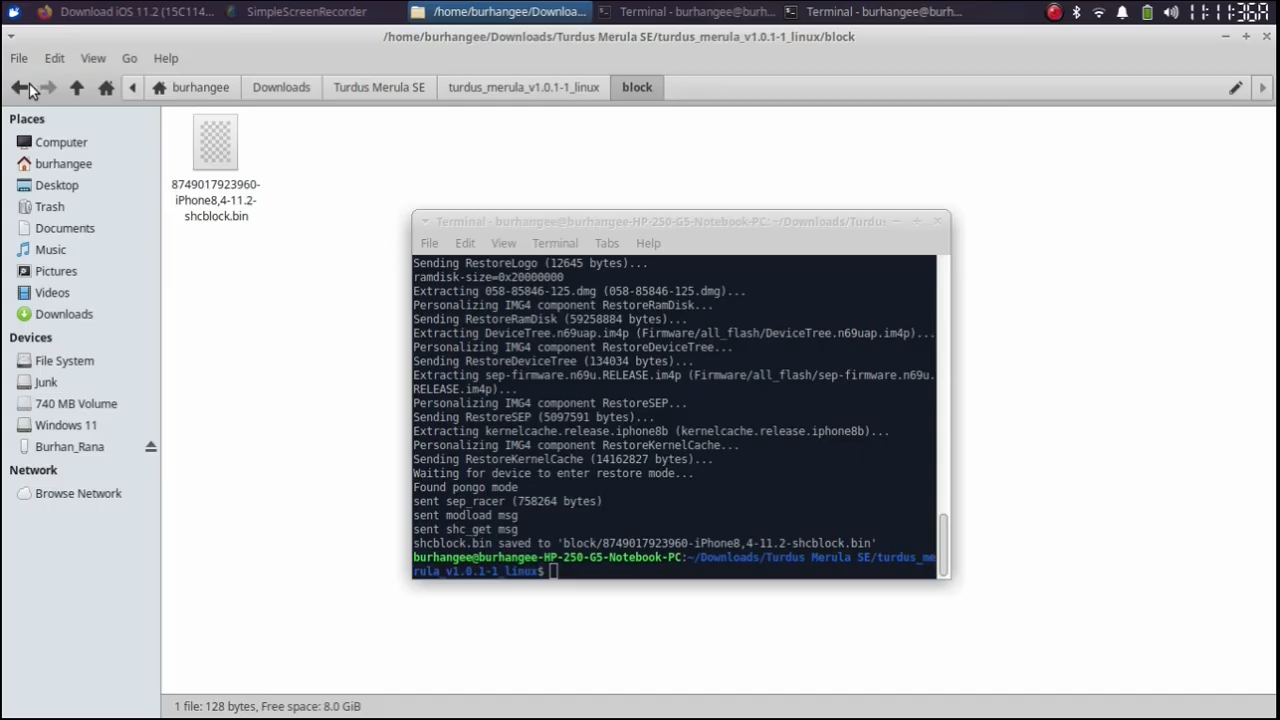 Download iOS 11.2 (15C114...
SimpleScreenRecorder
/home/burhangee/Downloa...
Terminal - burhangee@burh...
Terminal - burhangee@burh...
/home/burhangee/Downloads/Turdus Merula SE/turdus_merula_v1.0.1-1_linux/block
File Edit View Go Help
burhangee Downloads Turdus Merula SE turdus_merula_v1.0.1-1_linux block
Places
Computer
burhangee
Desktop
Trash
Documents
Music
Pictures
Videos
Downloads
Devices
File System
Junk
740 MB Volume
Windows 11
Burhan_Rana
Network
Browse Network
8749017923960-
iPhone8,4-11.2-
shcblock.bin
Terminal - burhangee@burhangee-HP-250-G5-Notebook-PC: ~/Downloads/Turdus
File Edit View Terminal Tabs Help
Sending RestoreLogo (12645 bytes)...
ramdisk-size=0x20000000
Extracting 058-85846-125.dmg (058-85846-125.dmg)...
Personalizing IMG4 component RestoreRamDisk...
Sending RestoreRamDisk (59258884 bytes)...
Extracting DeviceTree.n69uap.im4p (Firmware/all_flash/DeviceTree.n69uap.im4p)...
Personalizing IMG4 component RestoreDeviceTree...
Sending RestoreDeviceTree (134034 bytes)...
Extracting sep-firmware.n69u.RELEASE.im4p (Firmware/all_flash/sep-firmware.n69u.
RELEASE.im4p)...
Personalizing IMG4 component RestoreSEP...
Sending RestoreSEP (5097591 bytes)...
Extracting kernelcache.release.iphone8b (kernelcache.release.iphone8b)...
Personalizing IMG4 component RestoreKernelCache...
Sending RestoreKernelCache (14162827 bytes)...
Waiting for device to enter restore mode...
Found pongo mode
sent sep_racer (758264 bytes)
sent modload msg
sent shc_get msg
shcblock.bin saved to 'block/8749017923960-iPhone8,4-11.2-shcblock.bin'
burhangee@burhangee-HP-250-G5-Notebook-PC:~/Downloads/Turdus Merula SE/turdus_me
rula_v1.0.1-1_linux$
1 file: 128 bytes, Free space: 8.0 GiB